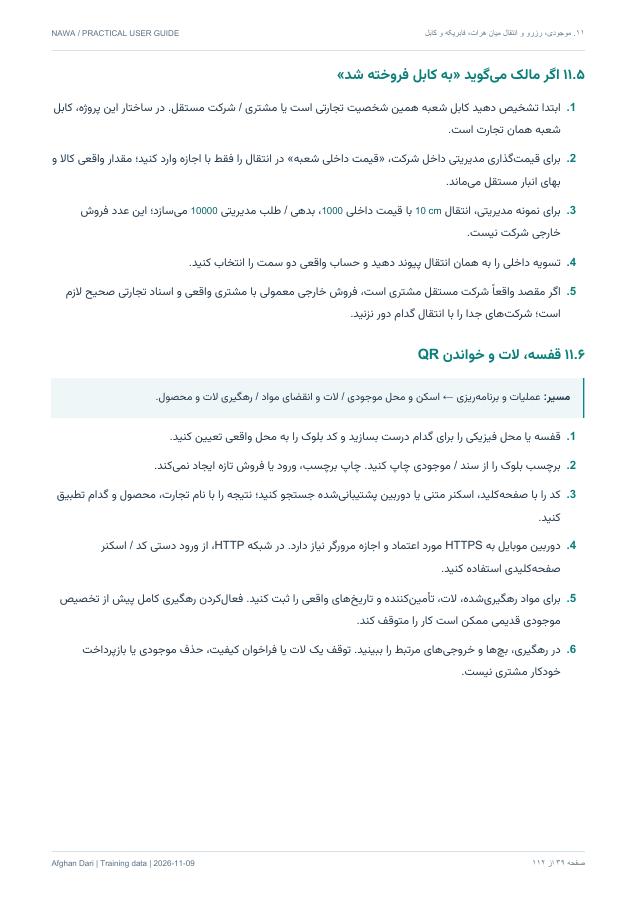 ۱۱. موجودی، رزرو و انتقال میان هرات، فابریکه و کابل
NAWA / PRACTICAL USER GUIDE
۱۱.۵ اگر مالک می‌گوید «به کابل فروخته شد»
1. ابتدا تشخیص دهید کابل شعبه همین شخصیت تجارتی است یا مشتری / شرکت مستقل. در ساختار این پروژه، کابل
شعبه همان تجارت است.
2. برای قیمت‌گذاری مدیریتی داخل شرکت، «قیمت داخلی شعبه» در انتقال را فقط با اجازه وارد کنید؛ مقدار واقعی کالا و
بهای انبار مستقل می‌ماند.
3. برای نمونه مدیریتی، انتقال 10 cm با قیمت داخلی 1000، بدهی / طلب مدیریتی 10000 می‌سازد؛ این عدد فروش
خارجی شرکت نیست.
4. تسویه داخلی را به همان انتقال پیوند دهید و حساب واقعی دو سمت را انتخاب کنید.
5. اگر مقصد واقعاً شرکت مستقل مشتری است، فروش خارجی معمولی با مشتری واقعی و اسناد تجارتی صحیح لازم
است؛ شرکت‌های جدا را با انتقال گدام دور نزنید.
۱۱.۶ قفسه، لات و خواندن QR
مسیر: عملیات و برنامه‌ریزی ← اسکن و محل موجودی / لات و انقضای مواد / رهگیری لات و محصول.
1. قفسه یا محل فیزیکی را برای گدام درست بسازید و کد بلوک را به محل واقعی تعیین کنید.
2. برچسب بلوک را از سند / موجودی چاپ کنید. چاپ برچسب، ورود یا فروش تازه ایجاد نمی‌کند.
3. کد را با صفحه‌کلید، اسکنر متنی یا دوربین پشتیبانی‌شده جستجو کنید؛ نتیجه را با نام تجارت، محصول و گدام تطبیق
کنید.
4. دوربین موبایل به HTTPS مورد اعتماد و اجازه مرورگر نیاز دارد. در شبکه HTTP، از ورود دستی کد / اسکنر
صفحه‌کلیدی استفاده کنید.
5. برای مواد رهگیری‌شده، لات، تأمین‌کننده و تاریخ‌های واقعی را ثبت کنید. فعال‌کردن رهگیری کامل پیش از تخصیص
موجودی قدیمی ممکن است کار را متوقف کند.
6. در رهگیری، بچ‌ها و خروجی‌های مرتبط را ببینید. توقف یک لات یا فراخوان کیفیت، حذف موجودی یا بازپرداخت
خودکار مشتری نیست.
صفحه ۳۹ از ۱۱۲
Afghan Dari | Training data | 2026-11-09